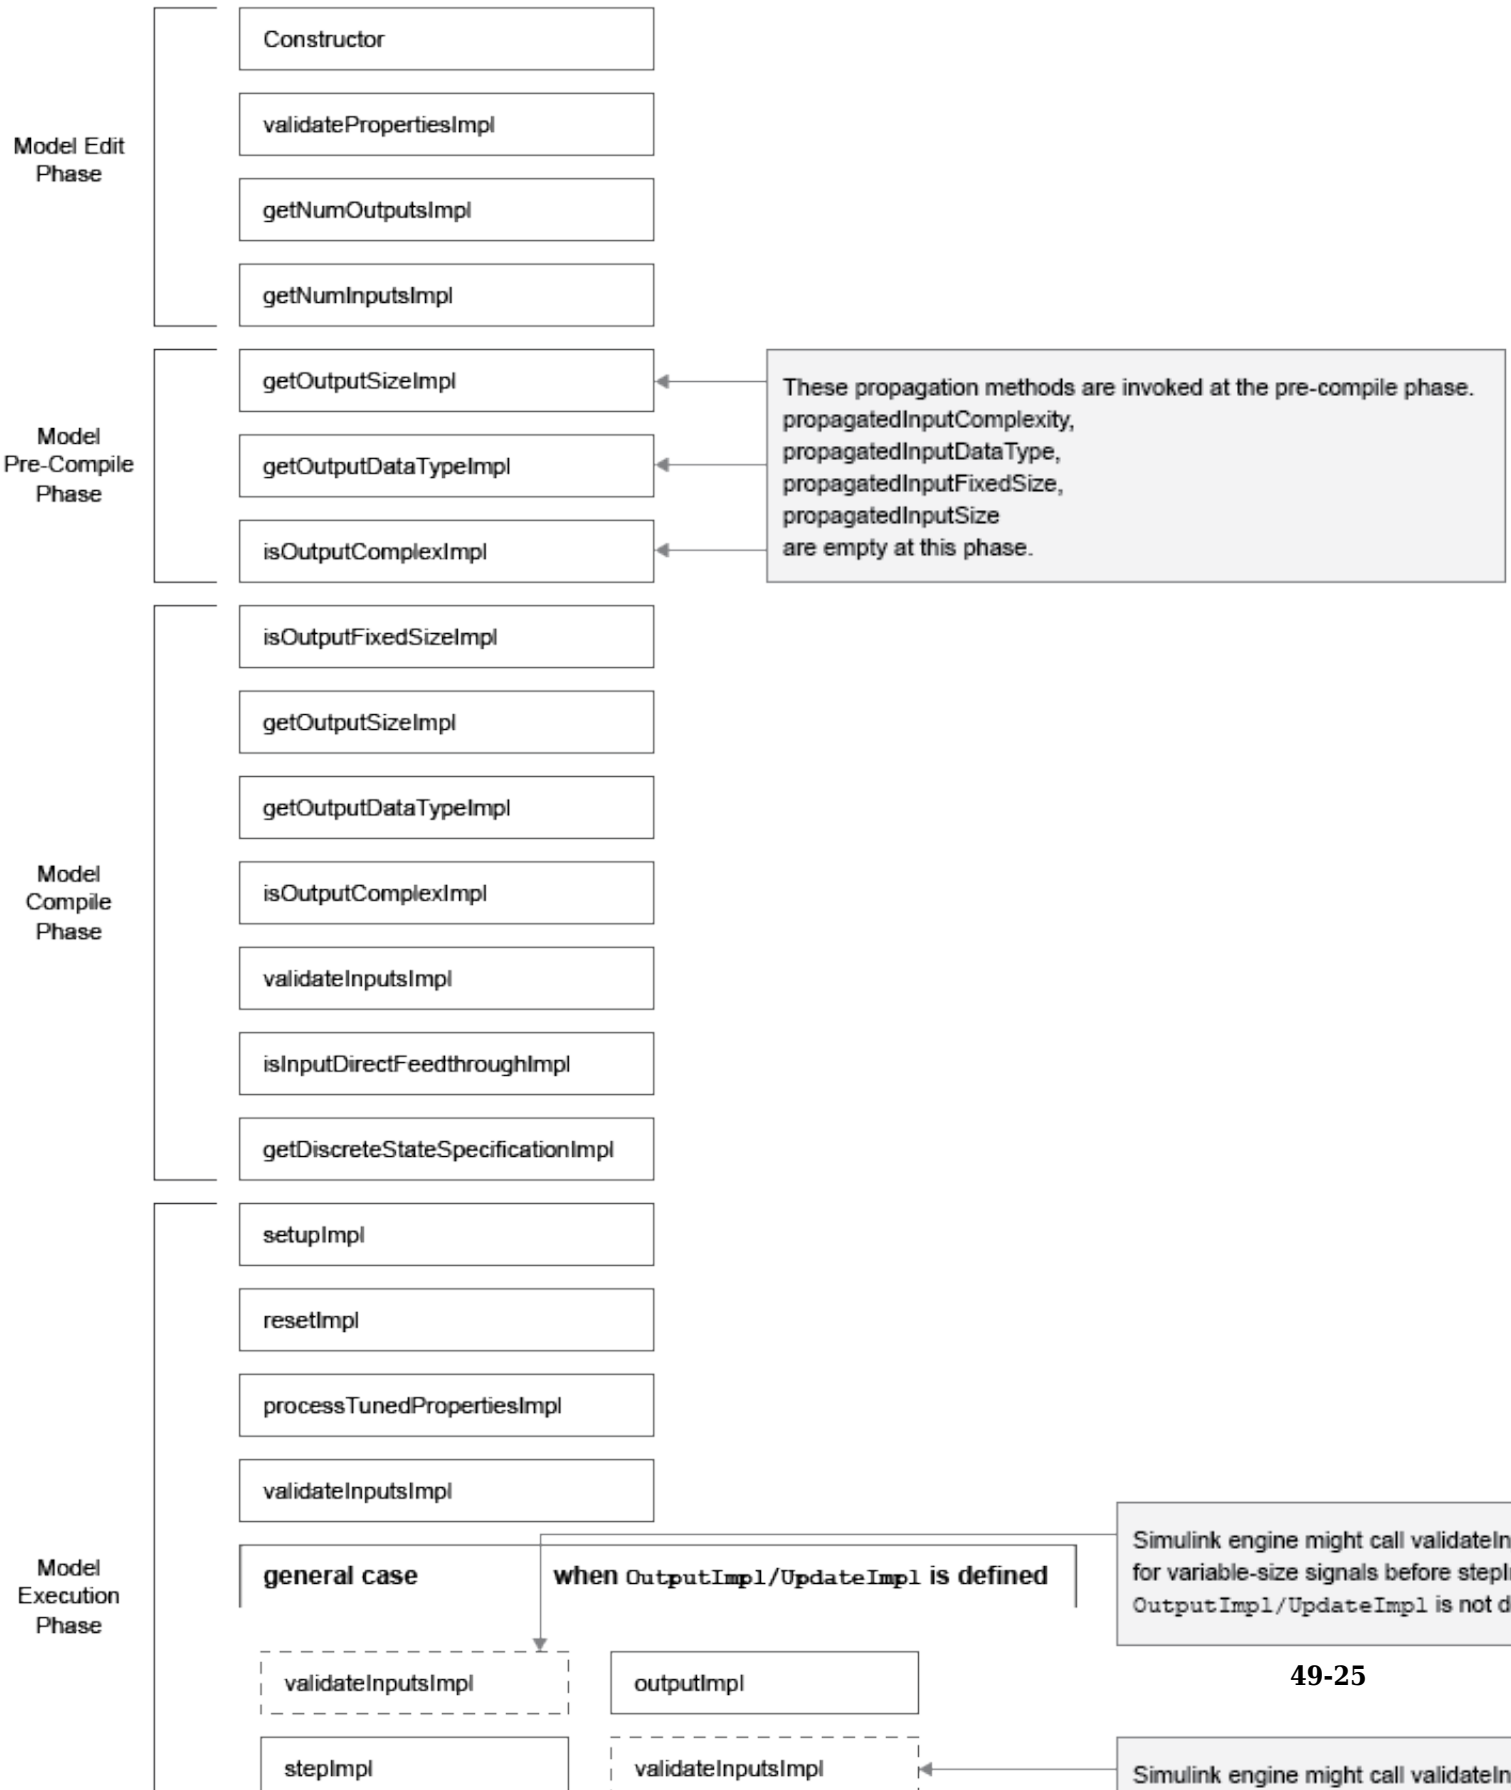 Constructor
validatePropertiesImpl
Model Edit
Phase
getNumOutputsImpl
getNumInputsImpl
getOutputSizeImpl
These propagation methods are invoked at the pre-compile phase.
propagatedInputComplexity,
propagatedInputDataType,
propagatedInputFixedSize,
propagatedInputSize
are empty at this phase.
Model
Pre-Compile
Phase
getOutputDataTypeImpl
isOutputComplexImpl
isOutputFixedSizeImpl
getOutputSizeImpl
getOutputDataTypeImpl
Model
Compile
Phase
isOutputComplexImpl
validateInputsImpl
isInputDirectFeedthroughImpl
getDiscreteStateSpecificationImpl
setupImpl
resetImpl
processTunedPropertiesImpl
validateInputsImpl
Model
Execution
Phase
general case
when OutputImpl/UpdateImpl is defined
Simulink engine might call validateIn
for variable-size signals before stepI
OutputImpl/UpdateImpl is not d
validateInputsImpl
outputImpl
49-25
stepImpl
validateInputsImpl
Simulink engine might call validateIn